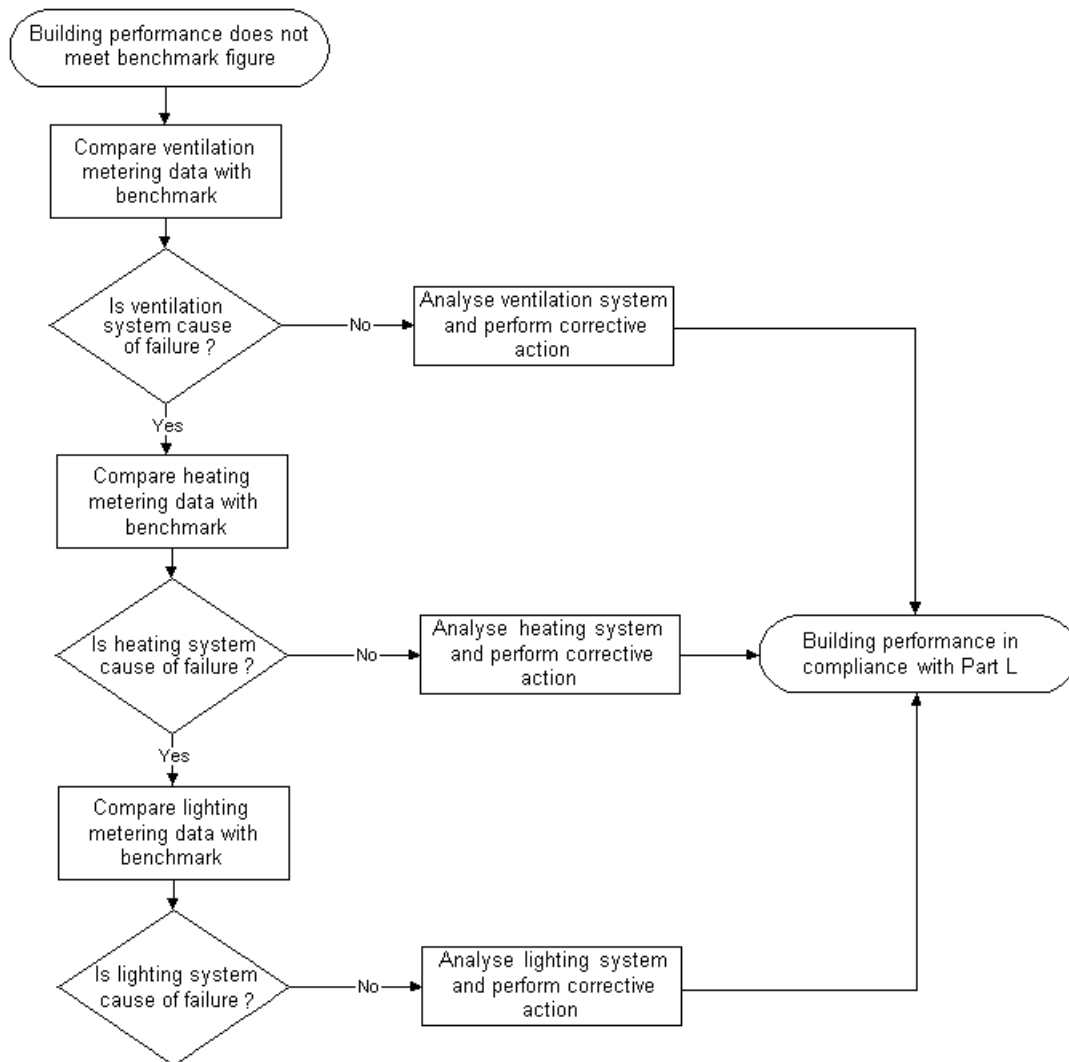 Building performance does not
meet benchmark figure
Compare ventilation
metering data with
benchmark
Is ventilation
system cause
of failure ?
No
Analyse ventilation system
and perform corrective
action
Yes
Compare heating
metering data with
benchmark
Is heating system
cause of failure ?
No
Analyse heating system
and perform corrective
action
Building performance in
compliance with Part L
Yes
Compare lighting
metering data with
benchmark
Is lighting system
cause of failure ?
No
Analyse lighting system
and perform corrective
action